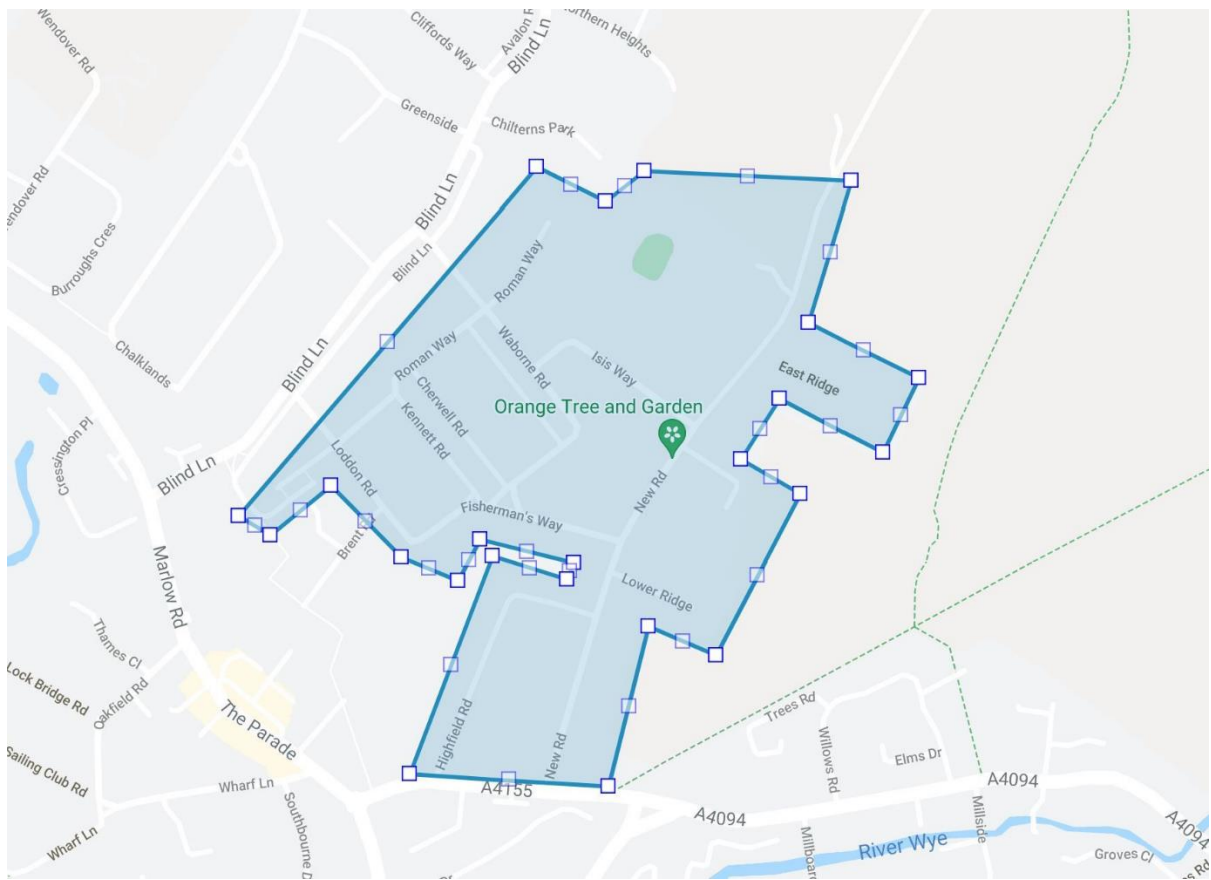 Wendover Rd
Cliffords Way
Avalon Rd
Blind Ln
Northern Heights
Greenside
Chilterns Park
Wendover Rd
Burroughs Cres
Blind Ln
Blind Ln
Roman Way
Chalklands
Blind Ln
Roman Way
Waborne Rd
Isis Way
East Ridge
Cherwell Rd
Kennett Rd
Orange Tree and Garden
Cressington Pl
Blind Ln
Loddon Rd
New Rd
Fisherman's Way
Brent
Marlow Rd
Lower Ridge
Thames Cl
Lock Bridge Rd
Oakfield Rd
The Parade
Trees Rd
Highfield Rd
New Rd
Willows Rd
Elms Dr
Sailing Club Rd
Wharf Ln
A4155
A4094
A4094
A4094
Southbourne D
Wharf Ln
Millboar
Millside
River Wye
Groves Cl
es Rd